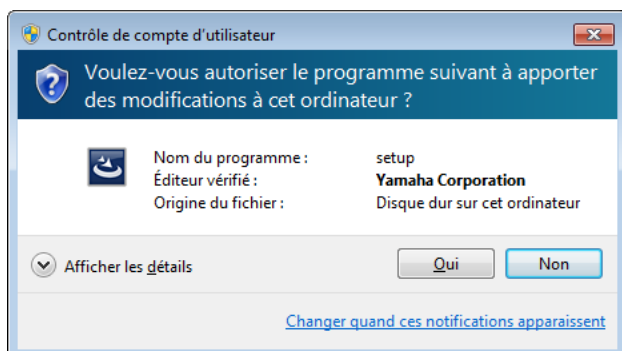 Contrôle de compte d'utilisateur
Voulez-vous autoriser le programme suivant à apporter
des modifications à cet ordinateur ?
Nom du programme : setup
Éditeur vérifié : Yamaha Corporation
Origine du fichier : Disque dur sur cet ordinateur
Afficher les détails Oui Non
Changer quand ces notifications apparaissent